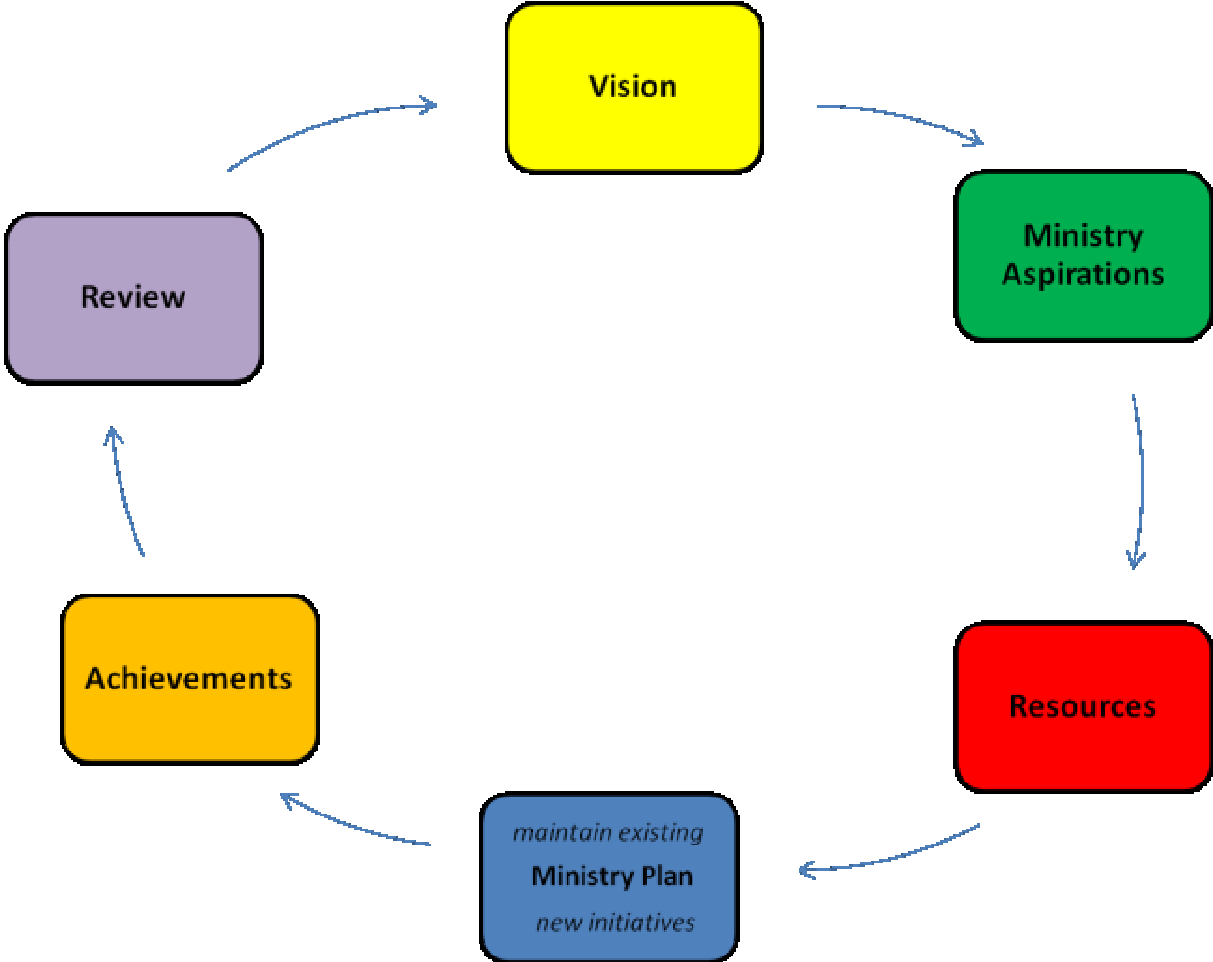 Vision
Ministry
Aspirations
Review
Resources
Achievements
maintain existing
Ministry Plan
new initiatives